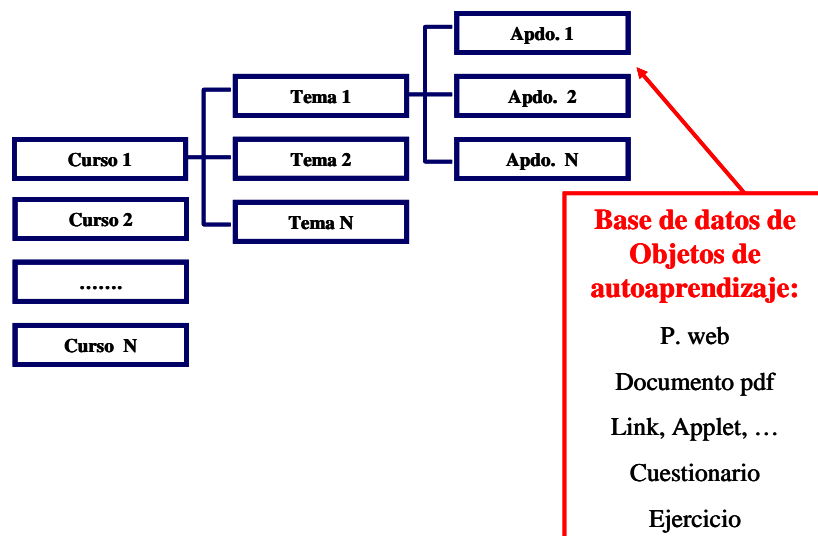 Apdo. 1
Tema 1
Apdo. 2
Curso 1
Tema 2
Apdo. N
Curso 2
Tema N
.......
Curso N
Base de datos de
Objetos de
autoaprendizaje:
P. web
Documento pdf
Link, Applet, …
Cuestionario
Ejercicio